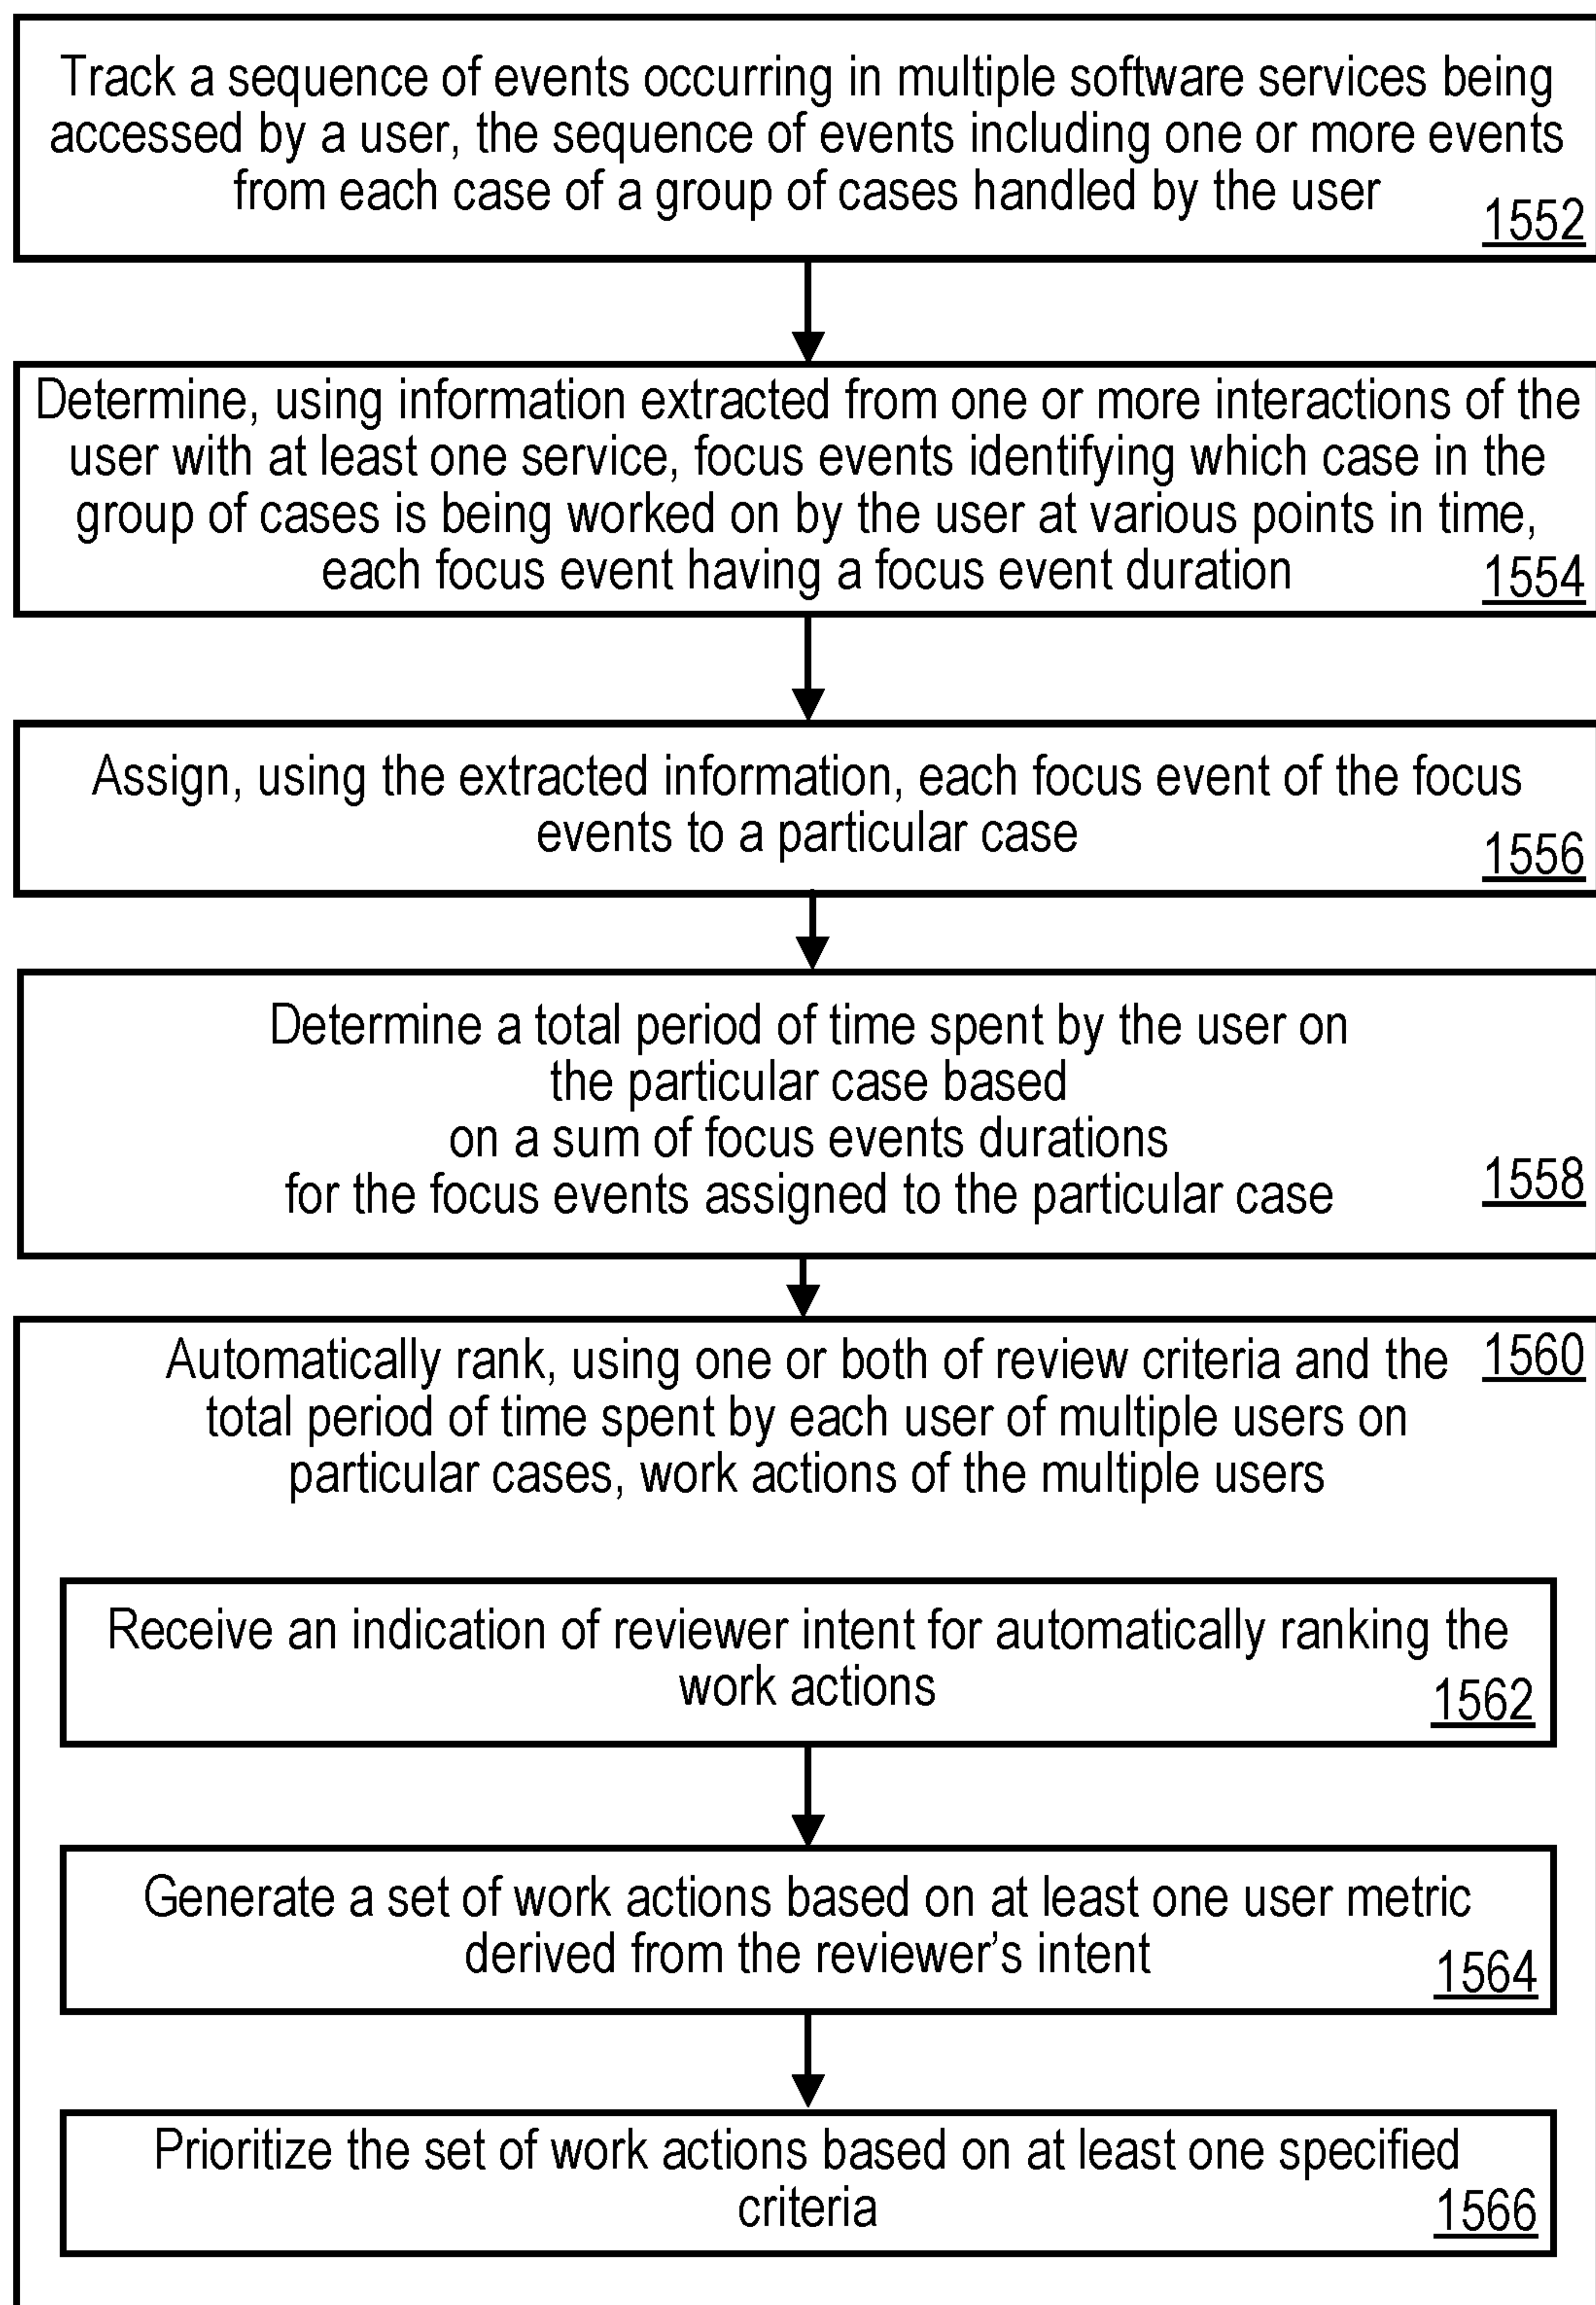 Track a sequence of events occurring in multiple software services being
accessed by a user, the sequence of events including one or more events
from each case of a group of cases handled by the user
1552
Determine, using information extracted from one or more interactions of the
user with at least one service, focus events identifying which case in the
group of cases is being worked on by the user at various points in time,
each focus event having a focus event duration
1554
Assign, using the extracted information, each focus event of the focus
events to a particular case
1556
Determine a total period of time spent by the user on
the particular case based
on a sum of focus events durations
for the focus events assigned to the particular case
1558
Automatically rank, using one or both of review criteria and the
1560
total period of time spent by each user of multiple users on
particular cases, work actions of the multiple users
Receive an indication of reviewer intent for automatically ranking the
work actions
1562
Generate a set of work actions based on at least one user metric
derived from the reviewer's intent
1564
Prioritize the set of work actions based on at least one specified
criteria
1566